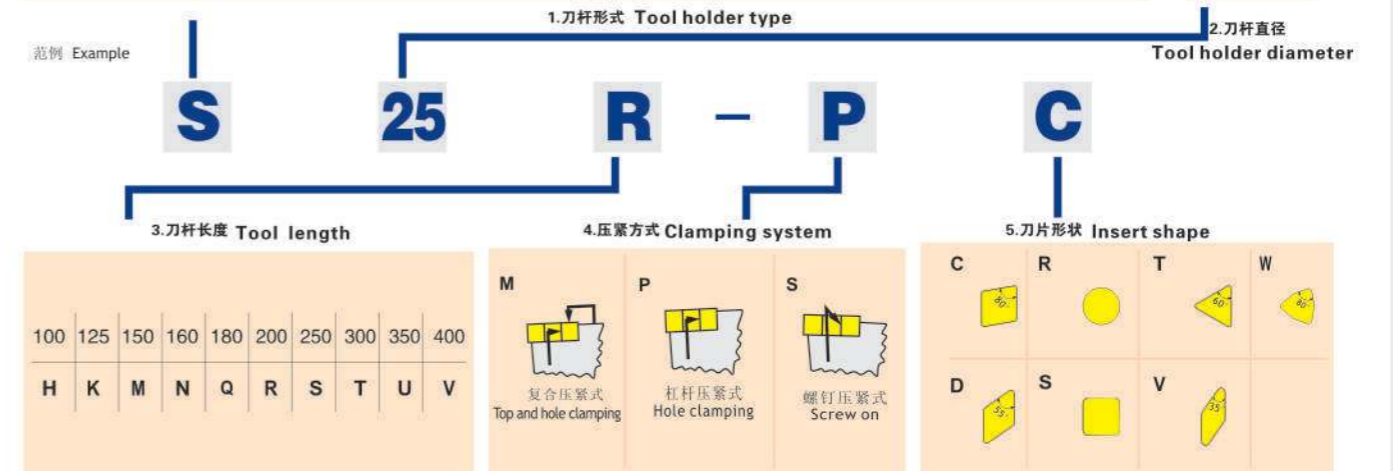 1.刀杆形式 Tool holder type
2.刀杆直径
Tool holder diameter
范例 Example
S 25 R – P C
3.刀杆长度 Tool length
4.压紧方式 Clamping system
5.刀片形状 Insert shape
100 125 150 160 180 200 250 300 350 400
H K M N Q R S T U V
M P S
复合压紧式
Top and hole clamping
杠杆压紧式
Hole clamping
螺钉压紧式
Screw on
C R T W
80° 60° 80°
D S V
55° 35°